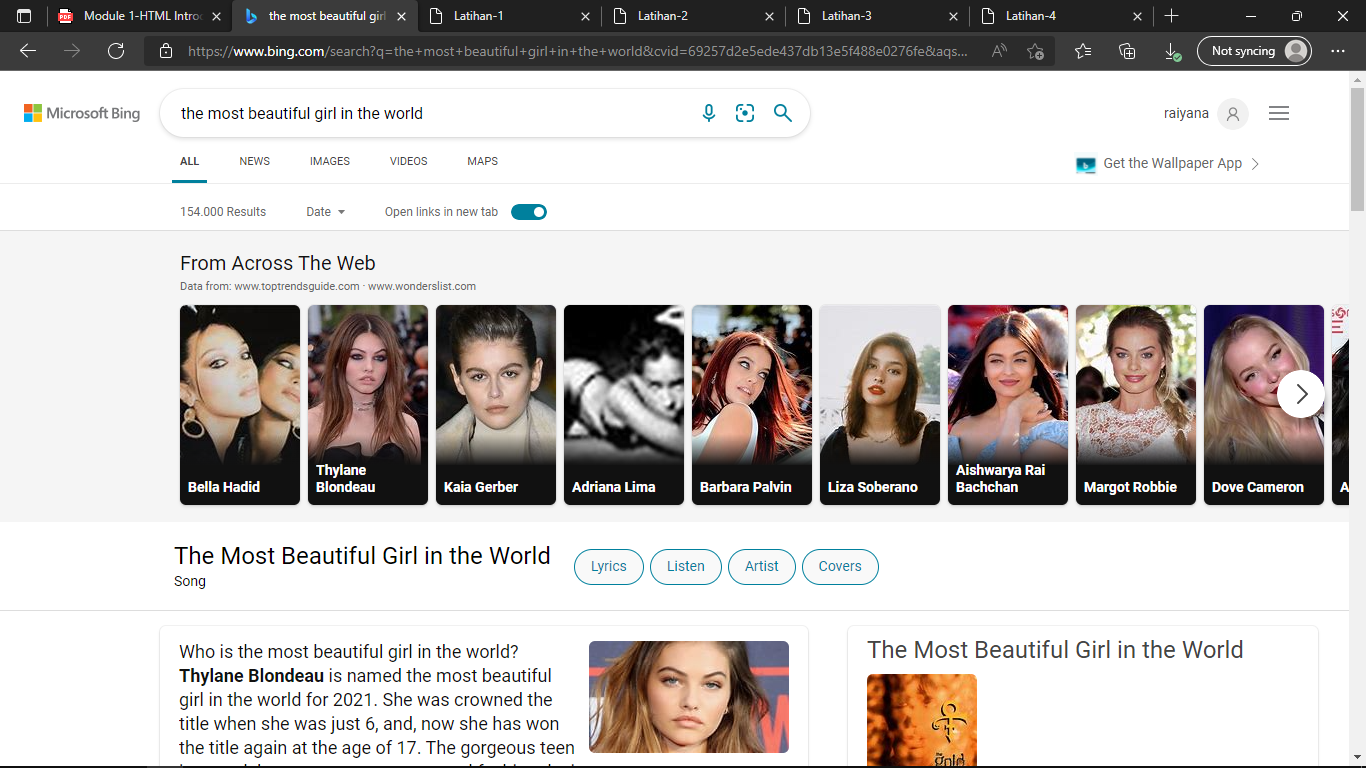 Module 1-HTML Introc
the most beautiful girl
Latihan-1
Latihan-2
Latihan-3
Latihan-4
https://www.bing.com/search?q=the+most+beautiful+girl+in+the+world&cvid=69257d2e5ede437db13e5f488e0276fe&aqs...
Not syncing
Microsoft Bing
the most beautiful girl in the world
raiyana
ALL
NEWS
IMAGES
VIDEOS
MAPS
Get the Wallpaper App
154.000 Results
Date
Open links in new tab
From Across The Web
Data from: www.toptrendsguide.com · www.wonderslist.com
Bella Hadid
Thylane
Blondeau
Kaia Gerber
Adriana Lima
Barbara Palvin
Liza Soberano
Aishwarya Rai
Bachchan
Margot Robbie
Dove Cameron
A
The Most Beautiful Girl in the World
Song
Lyrics
Listen
Artist
Covers
Who is the most beautiful girl in the world?
Thylane Blondeau is named the most beautiful
girl in the world for 2021. She was crowned the
title when she was just 6, and, now she has won
the title again at the age of 17. The gorgeous teen
The Most Beautiful Girl in the World
the
gold